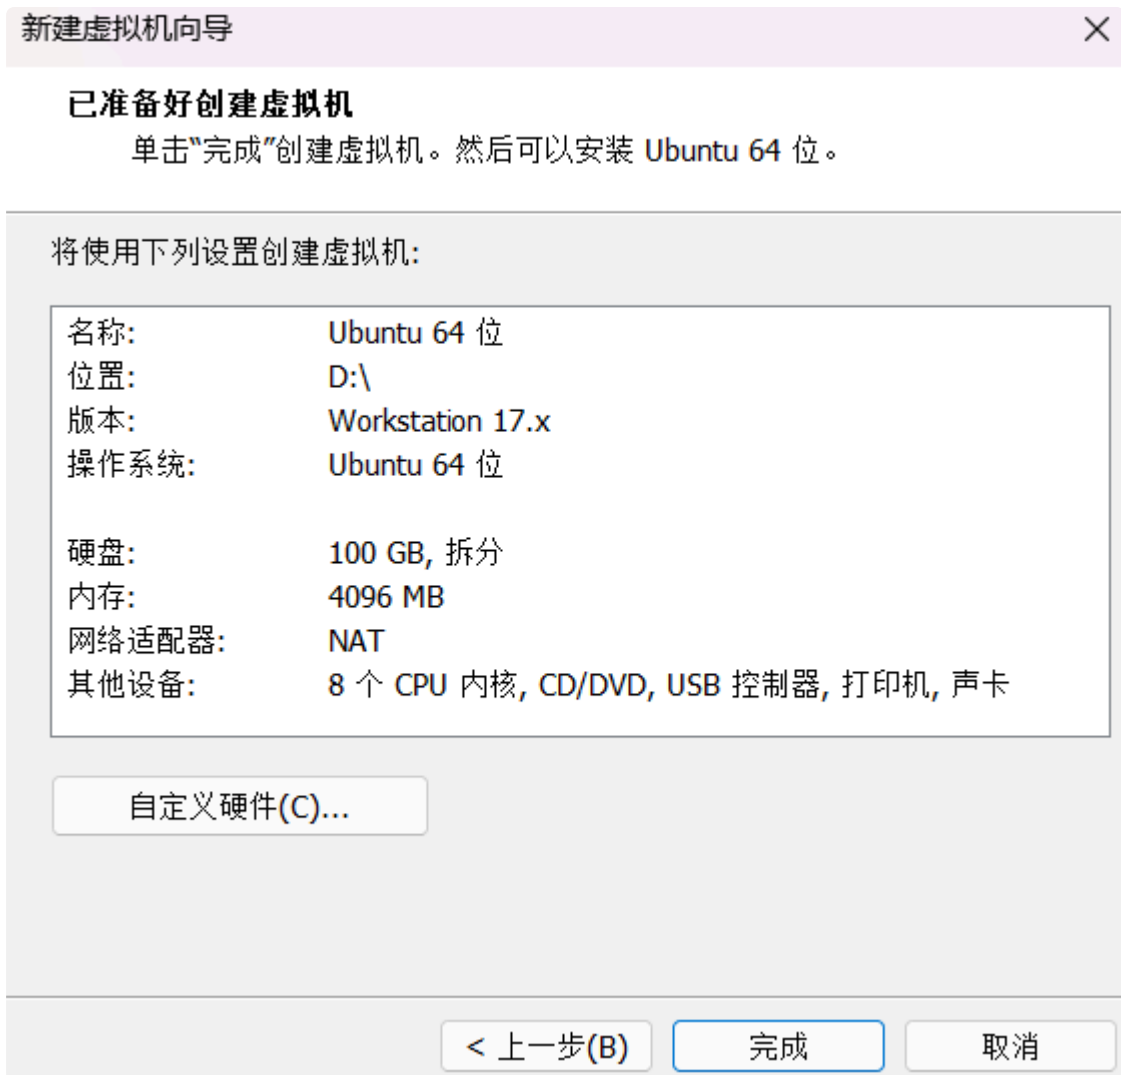 新建虚拟机向导
已准备好创建虚拟机
单击“完成”创建虚拟机。然后可以安装 Ubuntu 64 位。
将使用下列设置创建虚拟机:
名称: Ubuntu 64 位
位置: D:\
版本: Workstation 17.x
操作系统: Ubuntu 64 位
硬盘: 100 GB, 拆分
内存: 4096 MB
网络适配器: NAT
其他设备: 8 个 CPU 内核, CD/DVD, USB 控制器, 打印机, 声卡
自定义硬件(C)...
< 上一步(B) 完成 取消